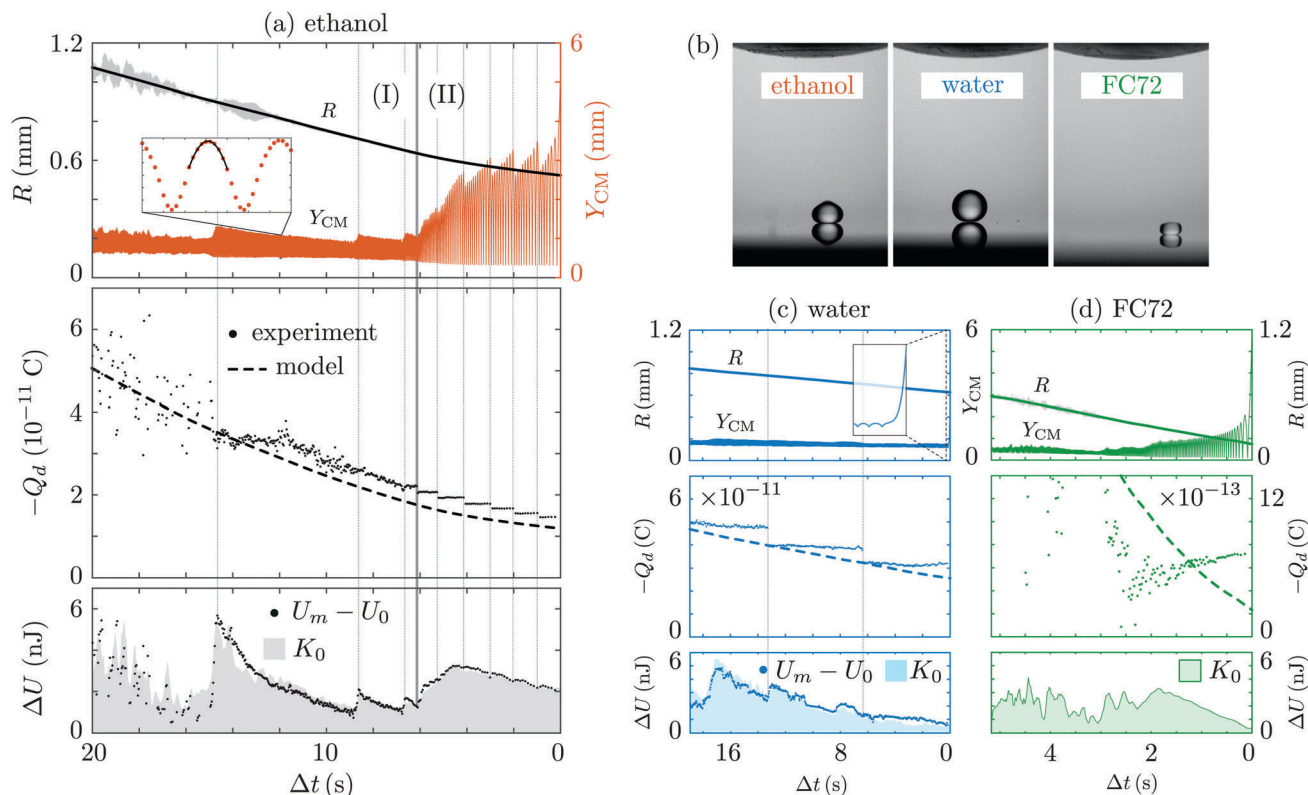 (a) ethanol
1.2
0.6
0
R (mm)
6
0
Y_CM (mm)
R
Y_CM
(I)
(II)
6
4
2
0
−Q_d (10⁻¹¹ C)
experiment
model
6
4
2
0
ΔU (nJ)
U_m − U_0
K_0
20
10
0
Δt (s)
(b)
ethanol
water
FC72
(c) water
1.2
0
R (mm)
R
Y_CM
6
0
Y_CM
6
0
−Q_d (C)
×10⁻¹¹
6
0
ΔU (nJ)
U_m − U_0
K_0
16
8
0
Δt (s)
(d) FC72
1.2
0
R (mm)
R
Y_CM
×10⁻¹³
12
0
−Q_d (C)
K_0
6
0
ΔU (nJ)
4
2
0
Δt (s)